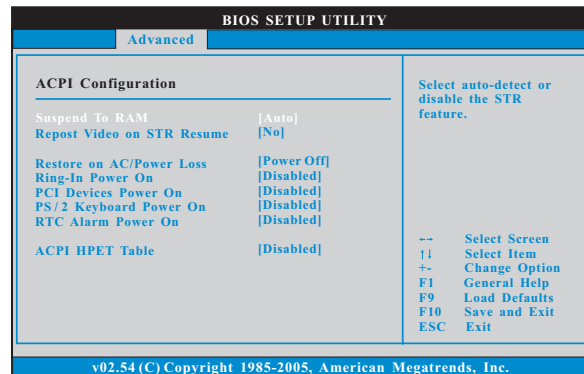 BIOS SETUP UTILITY
Advanced
ACPI Configuration
Suspend To RAM [Auto]
Repost Video on STR Resume [No]
Restore on AC/Power Loss [Power Off]
Ring-In Power On [Disabled]
PCI Devices Power On [Disabled]
PS/2 Keyboard Power On [Disabled]
RTC Alarm Power On [Disabled]
ACPI HPET Table [Disabled]
Select auto-detect or
disable the STR
feature.
←→ Select Screen
↑↓ Select Item
+- Change Option
F1 General Help
F9 Load Defaults
F10 Save and Exit
ESC Exit
v02.54 (C) Copyright 1985-2005, American Megatrends, Inc.